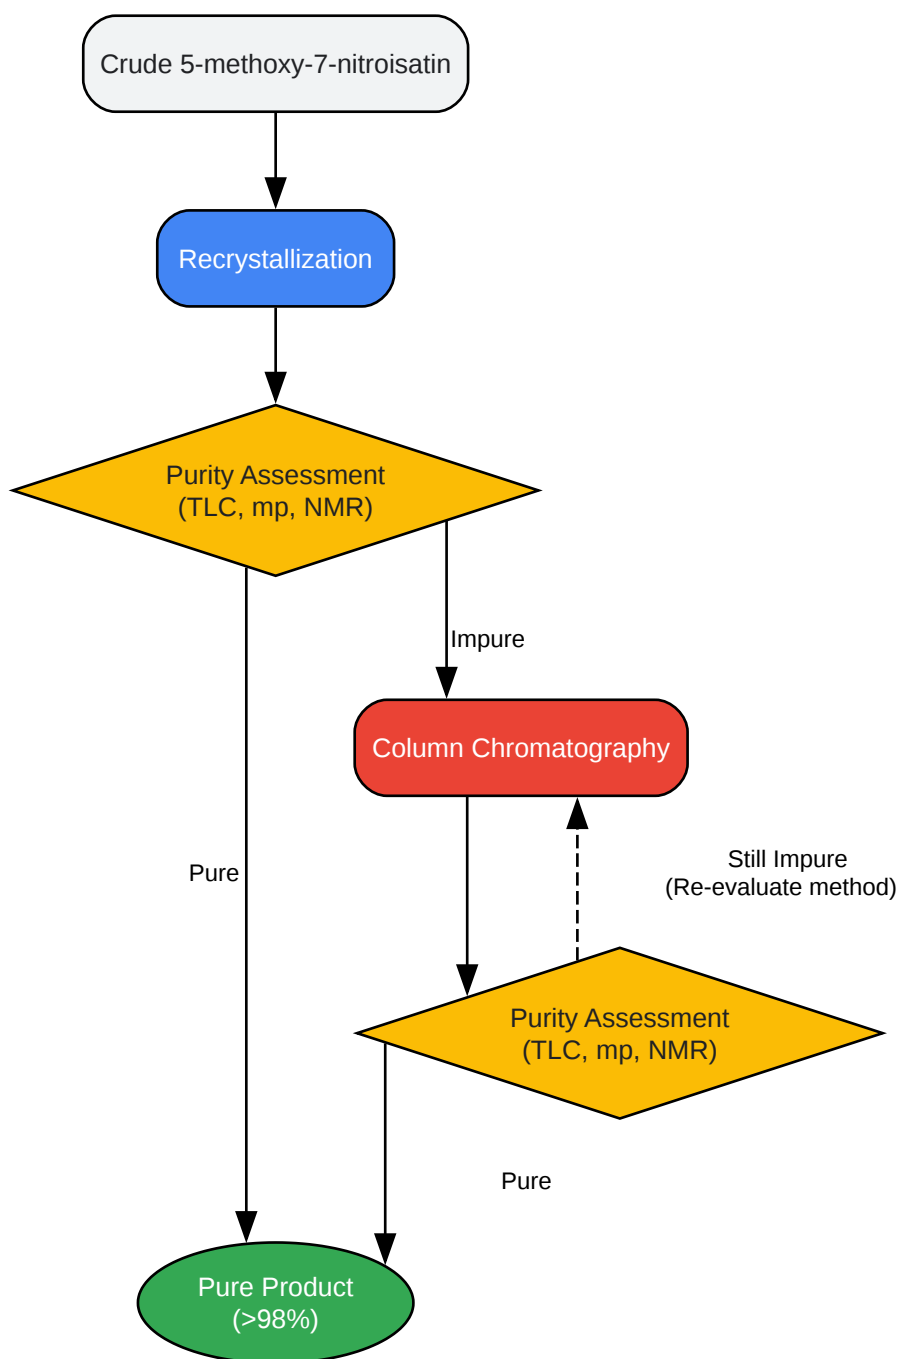 Crude 5-methoxy-7-nitroisatin
Recrystallization
Purity Assessment
(TLC, mp, NMR)
Impure
Column Chromatography
Pure
Still Impure
(Re-evaluate method)
Purity Assessment
(TLC, mp, NMR)
Pure
Pure Product
(>98%)